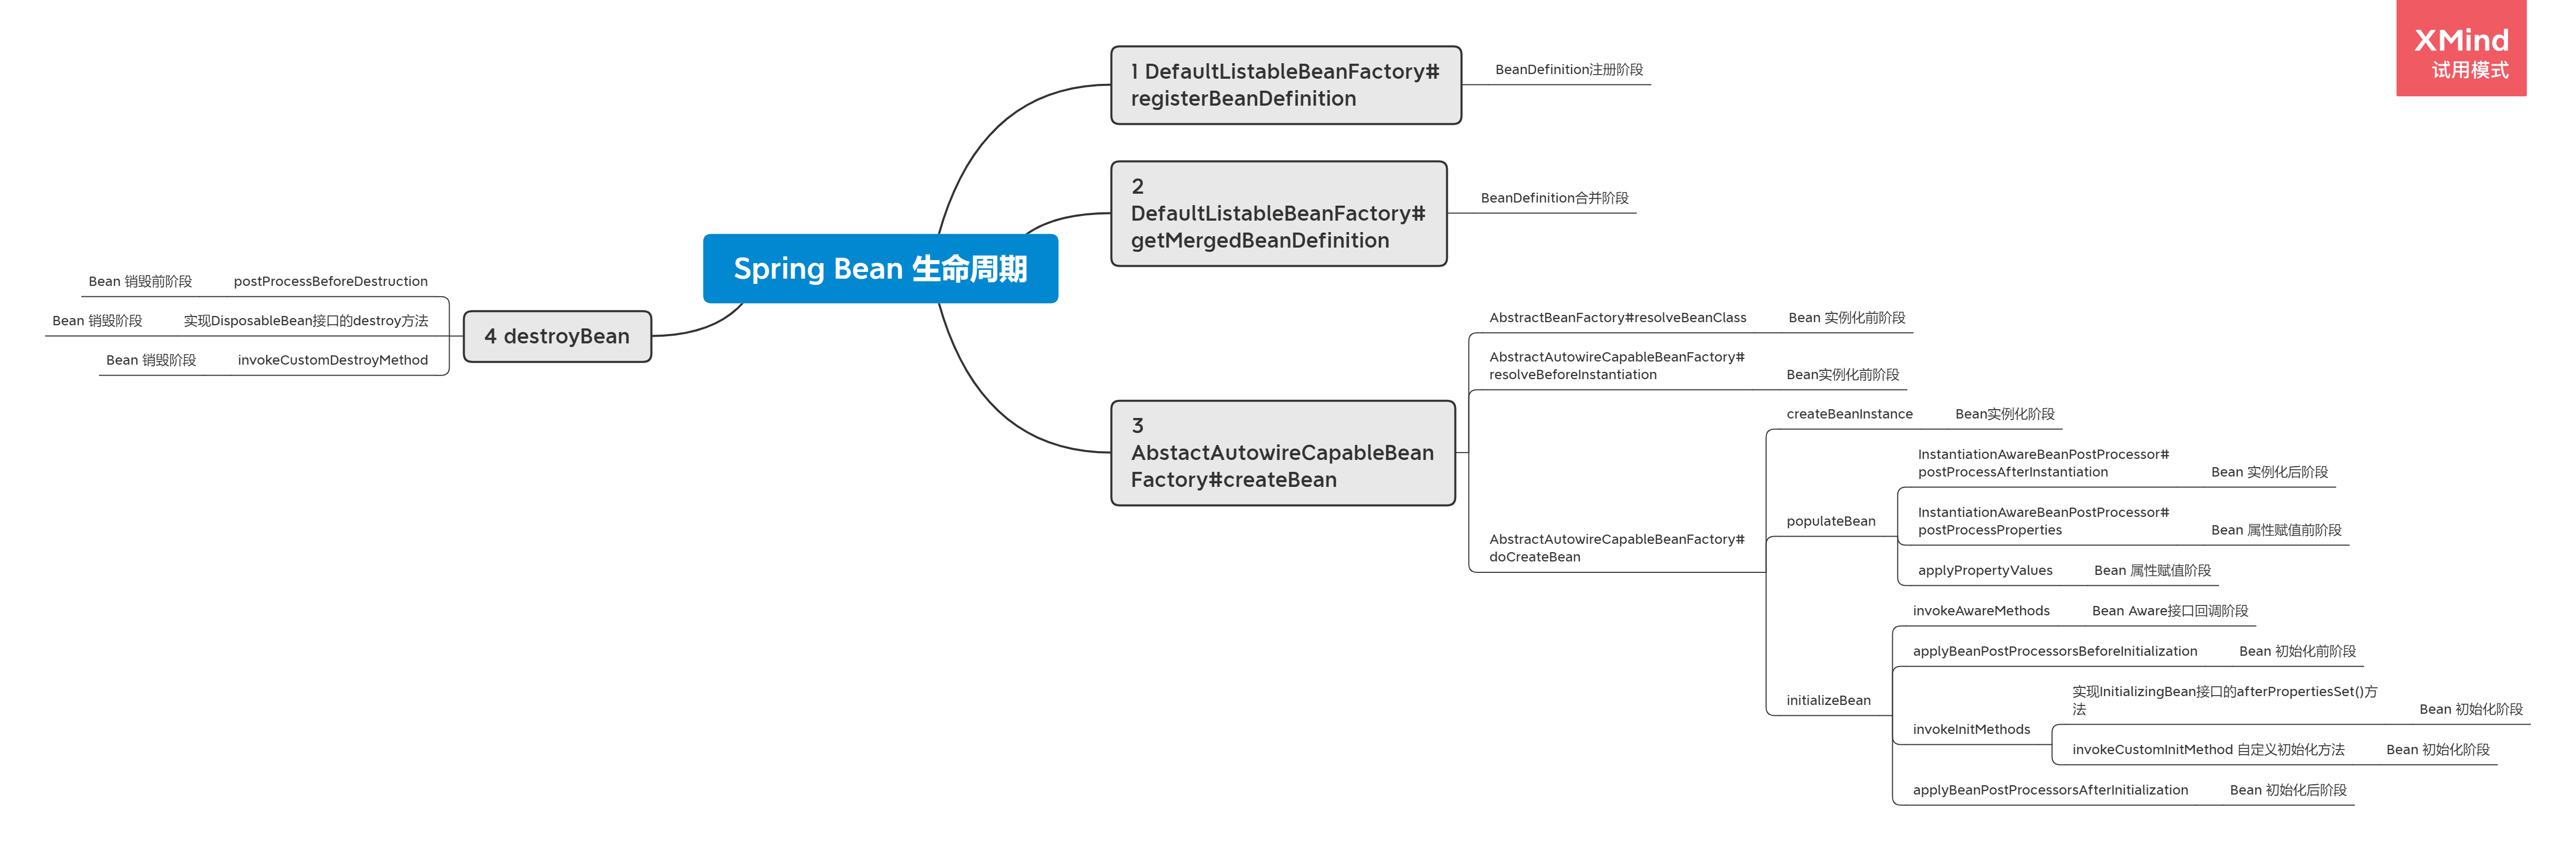 XMind
试用模式
Spring Bean 生命周期
1 DefaultListableBeanFactory#
registerBeanDefinition
BeanDefinition注册阶段
2
DefaultListableBeanFactory#
getMergedBeanDefinition
BeanDefinition合并阶段
3
AbstactAutowireCapableBean
Factory#createBean
AbstractBeanFactory#resolveBeanClass
Bean 实例化前阶段
AbstractAutowireCapableBeanFactory#
resolveBeforeInstantiation
Bean实例化前阶段
AbstractAutowireCapableBeanFactory#
doCreateBean
createBeanInstance
Bean实例化阶段
populateBean
InstantiationAwareBeanPostProcessor#
postProcessAfterInstantiation
Bean 实例化后阶段
InstantiationAwareBeanPostProcessor#
postProcessProperties
Bean 属性赋值前阶段
applyPropertyValues
Bean 属性赋值阶段
initializeBean
invokeAwareMethods
Bean Aware接口回调阶段
applyBeanPostProcessorsBeforeInitialization
Bean 初始化前阶段
invokeInitMethods
实现InitializingBean接口的afterPropertiesSet()方
法
Bean 初始化阶段
invokeCustomInitMethod 自定义初始化方法
Bean 初始化阶段
applyBeanPostProcessorsAfterInitialization
Bean 初始化后阶段
4 destroyBean
postProcessBeforeDestruction
Bean 销毁前阶段
实现DisposableBean接口的destroy方法
Bean 销毁阶段
invokeCustomDestroyMethod
Bean 销毁阶段